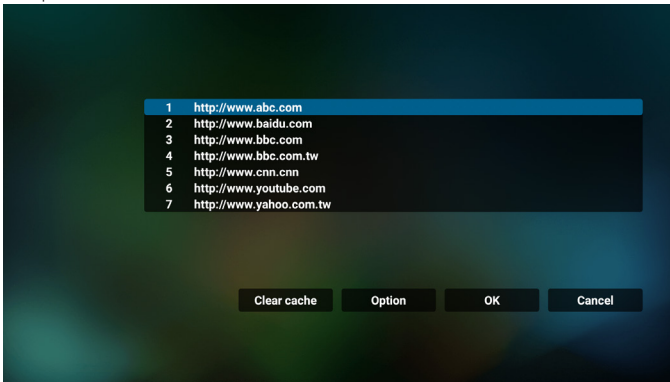 1 http://www.abc.com
2 http://www.baidu.com
3 http://www.bbc.com
4 http://www.bbc.com.tw
5 http://www.cnn.cnn
6 http://www.youtube.com
7 http://www.yahoo.com.tw
Clear cache Option OK Cancel